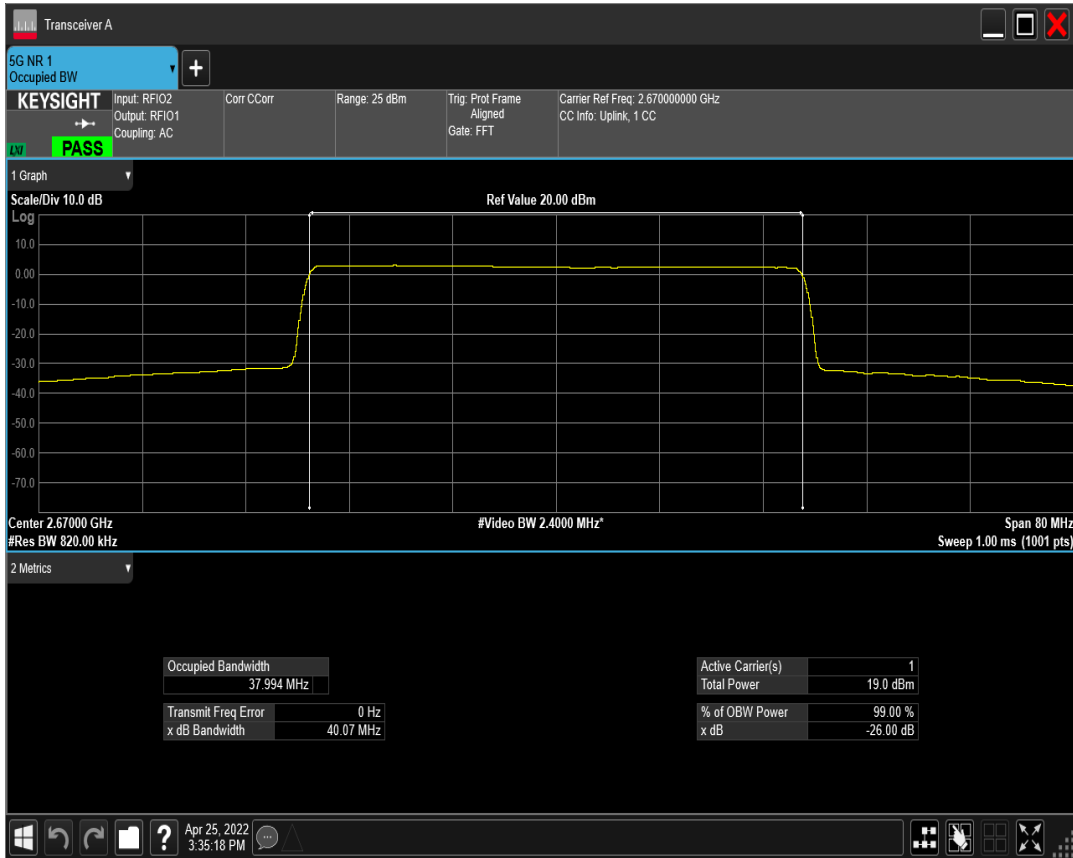 Transceiver A
5G NR 1
Occupied BW
KEYSIGHT
LXI
PASS
Input: RFIO2
Output: RFIO1
Coupling: AC
Corr CCorr
Range: 25 dBm
Trig: Prot Frame
Aligned
Gate: FFT
Carrier Ref Freq: 2.670000000 GHz
CC Info: Uplink, 1 CC
1 Graph
Scale/Div 10.0 dB
Ref Value 20.00 dBm
Log
10.0
0.00
-10.0
-20.0
-30.0
-40.0
-50.0
-60.0
-70.0
Center 2.67000 GHz
#Video BW 2.4000 MHz*
Span 80 MHz
#Res BW 820.00 kHz
Sweep 1.00 ms (1001 pts)
2 Metrics
Occupied Bandwidth
37.994 MHz
Transmit Freq Error 0 Hz
x dB Bandwidth 40.07 MHz
Active Carrier(s) 1
Total Power 19.0 dBm
% of OBW Power 99.00 %
x dB -26.00 dB
?
Apr 25, 2022
3:35:18 PM